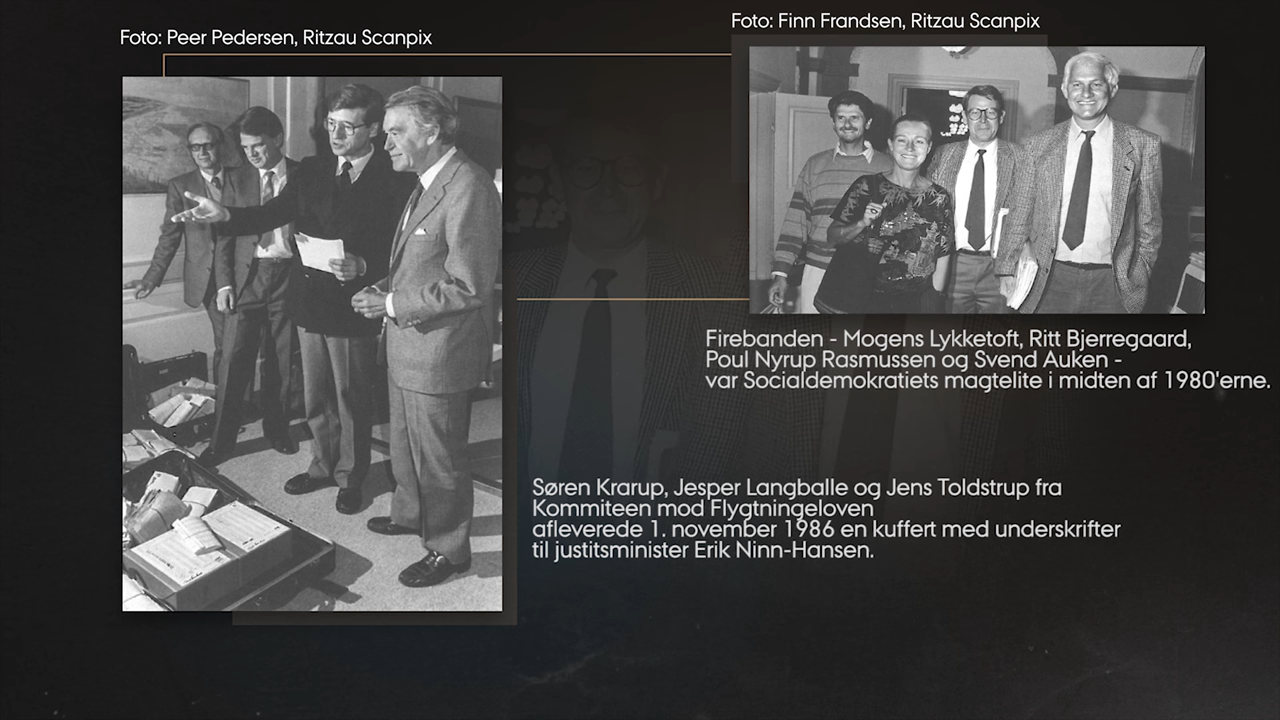 Foto: Peer Pedersen, Ritzau Scanpix
Foto: Finn Frandsen, Ritzau Scanpix
Firebanden - Mogens Lykketoft, Ritt Bjerregaard,
Poul Nyrup Rasmussen og Svend Auken -
var Socialdemokratiets magtelite i midten af 1980'erne.
Søren Krarup, Jesper Langballe og Jens Toldstrup fra
Kommiteen mod Flygtningeloven
afleverede 1. november 1986 en kuffert med underskrifter
til justitsminister Erik Ninn-Hansen.